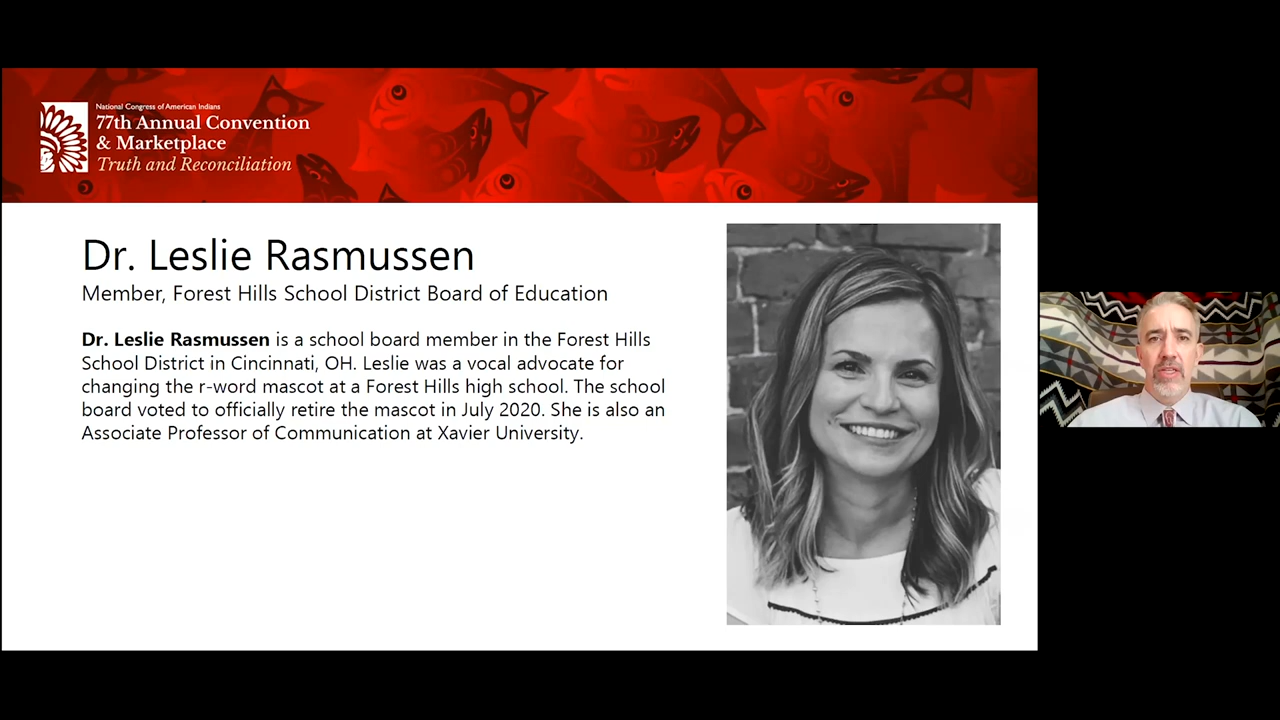 National Congress of American Indians
77th Annual Convention
& Marketplace
Truth and Reconciliation
Dr. Leslie Rasmussen
Member, Forest Hills School District Board of Education
Dr. Leslie Rasmussen is a school board member in the Forest Hills
School District in Cincinnati, OH. Leslie was a vocal advocate for
changing the r-word mascot at a Forest Hills high school. The school
board voted to officially retire the mascot in July 2020. She is also an
Associate Professor of Communication at Xavier University.